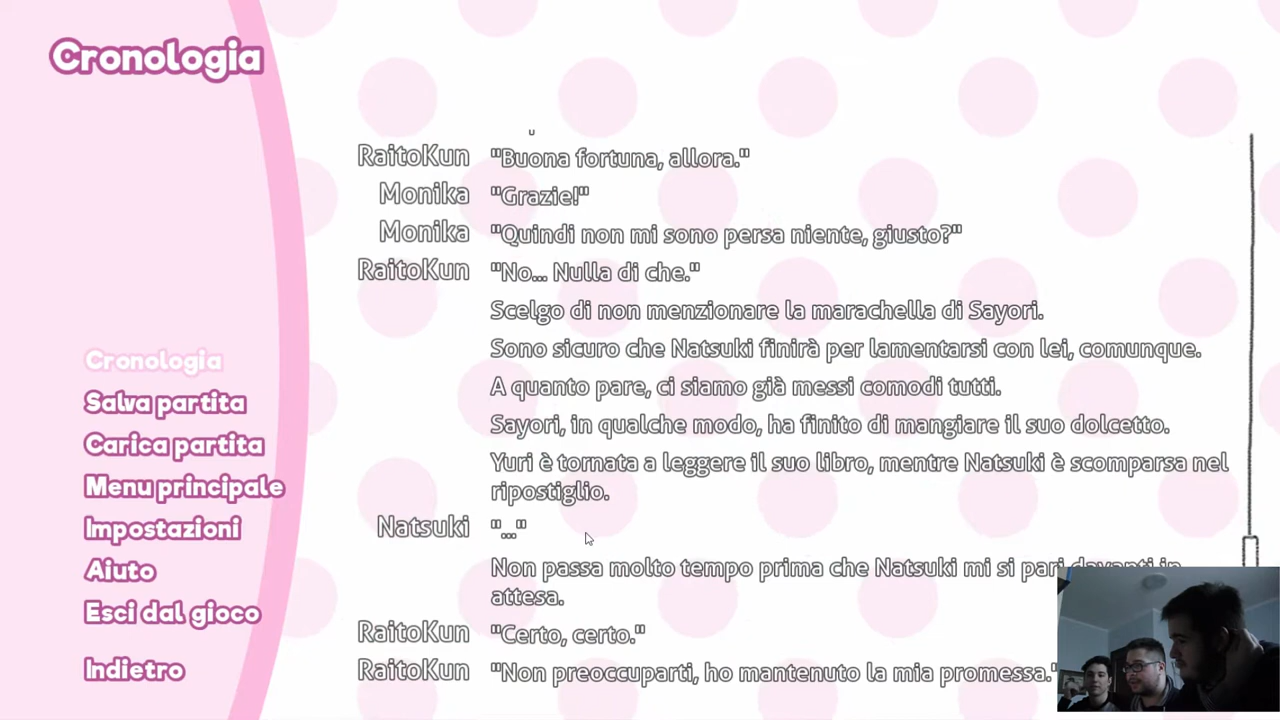 Cronologia
RaitoKun "Buona fortuna, allora."
Monika "Grazie!"
Monika "Quindi non mi sono persa niente, giusto?"
RaitoKun "No... Nulla di che."
Scelgo di non menzionare la marachella di Sayori.
Sono sicuro che Natsuki finirà per lamentarsi con lei, comunque.
A quanto pare, ci siamo già messi comodi tutti.
Sayori, in qualche modo, ha finito di mangiare il suo dolcetto.
Yuri è tornata a leggere il suo libro, mentre Natsuki è scomparsa nel
ripostiglio.
Natsuki "..."
Non passa molto tempo prima che Natsuki mi si pari davanti in
attesa.
RaitoKun "Certo, certo."
RaitoKun "Non preoccuparti, ho mantenuto la mia promessa."
Cronologia
Salva partita
Carica partita
Menu principale
Impostazioni
Aiuto
Esci dal gioco
Indietro